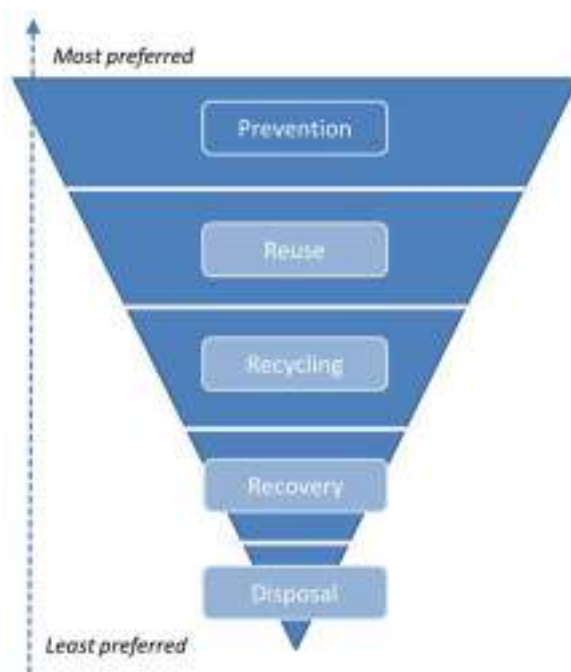 Most preferred
Prevention
Reuse
Recycling
Recovery
Disposal
Least preferred